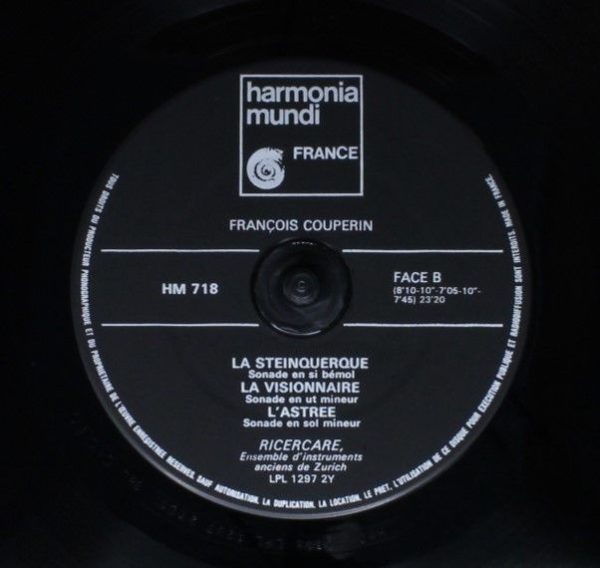 harmonia
mundi
FRANCE
FRANÇOIS COUPERIN
HM 718
FACE B
(8'10-10"-7'05-10"-
7'45) 23'20
LA STEINQUERQUE
Sonade en si bémol
LA VISIONNAIRE
Sonade en ut mineur
L'ASTREE
Sonade en sol mineur
RICERCARE,
Ensemble d'instruments
anciens de Zurich
LPL 1297 2Y
TOUS DROITS DU PRODUCTEUR PHONOGRAPHIQUE ET DU PROPRIETAIRE DE L'ŒUVRE ENREGISTREE RESERVES. SAUF AUTORISATION, LA DUPLICATION, LA LOCATION, LE PRET, L'UTILISATION DE CE DISQUE POUR EXECUTION PUBLIQUE ET RADIODIFFUSION SONT INTERDITS. MADE IN FRANCE.